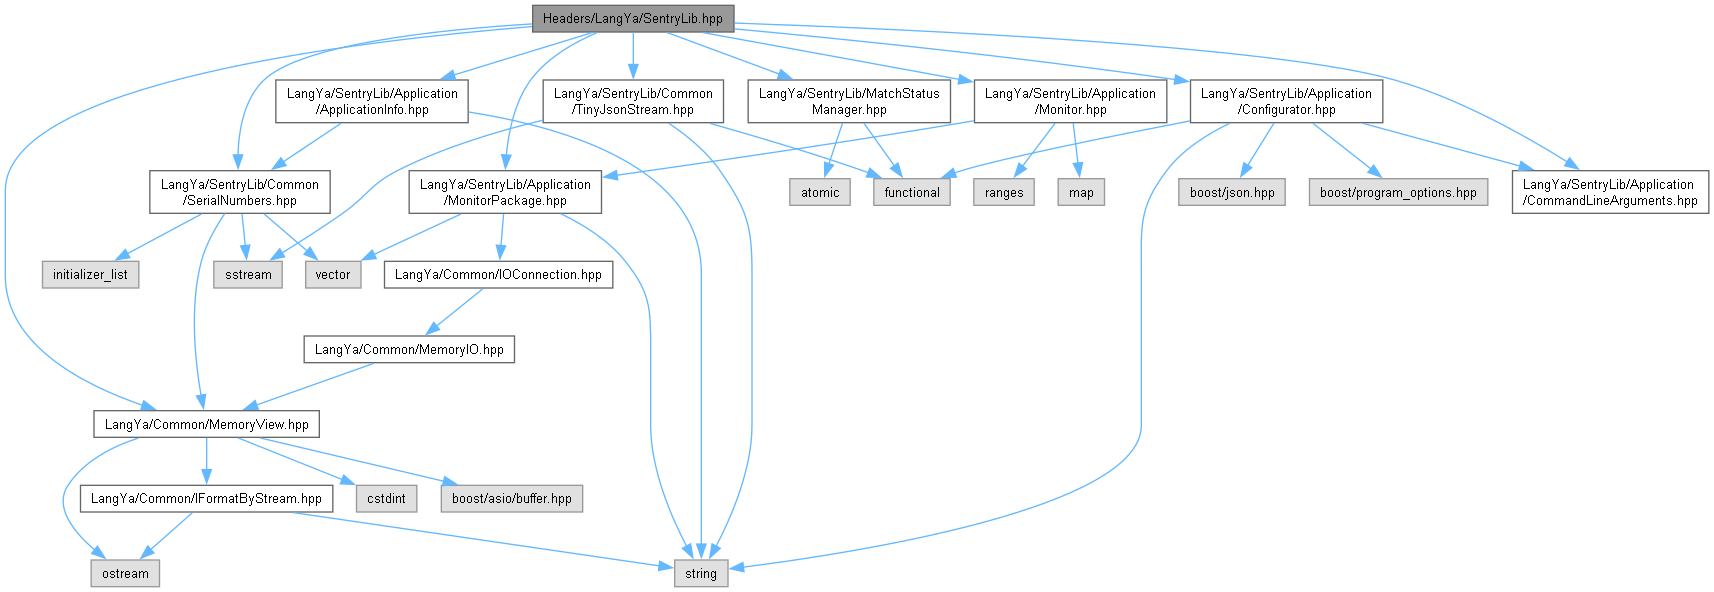 Headers/LangYa/SentryLib.hpp
LangYa/SentryLib/Application
/ApplicationInfo.hpp
LangYa/SentryLib/Common
/TinyJsonStream.hpp
LangYa/SentryLib/MatchStatus
Manager.hpp
LangYa/SentryLib/Application
/Monitor.hpp
LangYa/SentryLib/Application
/Configurator.hpp
LangYa/SentryLib/Common
/SerialNumbers.hpp
LangYa/SentryLib/Application
/MonitorPackage.hpp
atomic
functional
ranges
map
boost/json.hpp
boost/program_options.hpp
LangYa/SentryLib/Application
/CommandLineArguments.hpp
initializer_list
sstream
vector
LangYa/Common/IOConnection.hpp
LangYa/Common/MemoryIO.hpp
LangYa/Common/MemoryView.hpp
LangYa/Common/IFormatByStream.hpp
cstdint
boost/asio/buffer.hpp
ostream
string